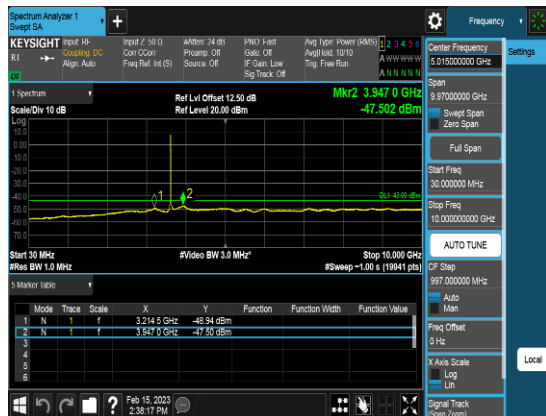 Spectrum Analyzer 1
Swept SA
+
Frequency
KEYSIGHT
R L
Input: RF
Coupling: DC
Align: Auto
Input Z: 50 Ω
Corr CCorr
Freq Ref: Int (S)
#Atten: 24 dB
Preamp: Off
Source: Off
PNO: Fast
Gate: Off
IF Gain: Low
Sig Track: Off
Avg Type: Power (RMS)
Avg|Hold: 10/10
Trig: Free Run
1 2 3 4 5 6
A W W W W W
A N N N N N
1 Spectrum
Scale/Div 10 dB
Ref Lvl Offset 12.50 dB
Ref Level 20.00 dBm
Mkr2 3.947 0 GHz
-47.502 dBm
Log
10.0
0.00
-10.0
-20.0
-30.0
-40.0
-50.0
-60.0
-70.0
1
2
DL1 -43.00 dBm
Start 30 MHz
#Res BW 1.0 MHz
#Video BW 3.0 MHz*
Stop 10.000 GHz
#Sweep ~1.00 s (19941 pts)
5 Marker Table
Mode Trace Scale X Y Function Function Width Function Value
1 N 1 f 3.214 5 GHz -48.94 dBm
2 N 1 f 3.947 0 GHz -47.50 dBm
3
4
5
6
Feb 15, 2023
2:38:17 PM
Center Frequency
5.015000000 GHz
Span
9.97000000 GHz
Swept Span
Zero Span
Full Span
Start Freq
30.000000 MHz
Stop Freq
10.000000000 GHz
AUTO TUNE
CF Step
997.000000 MHz
Auto
Man
Freq Offset
0 Hz
X Axis Scale
Log
Lin
Signal Track
(Span Zoom)
Settings
Local